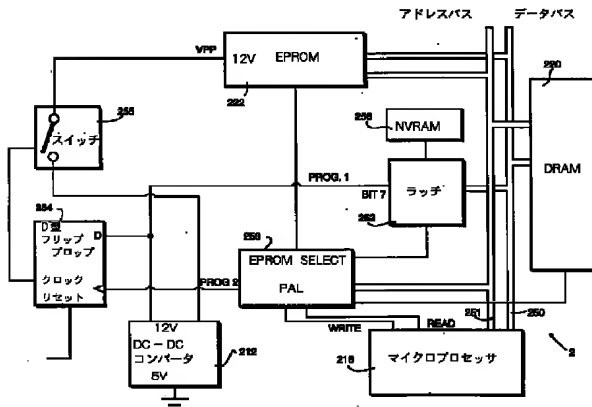 アドレスバス データバス
VPP
12V EPROM
222
220
DRAM
255
スイッチ
256
NVRAM
PROG. 1
BIT 7
ラッチ
254
D型
フリップ
プロップ
D
クロック
リセット
PROG 2
EPROM SELECT
PAL
WRITE
READ
251
250
12V
DC-DC
コンパータ
5V
212
216
マイクロプロセッサ
2